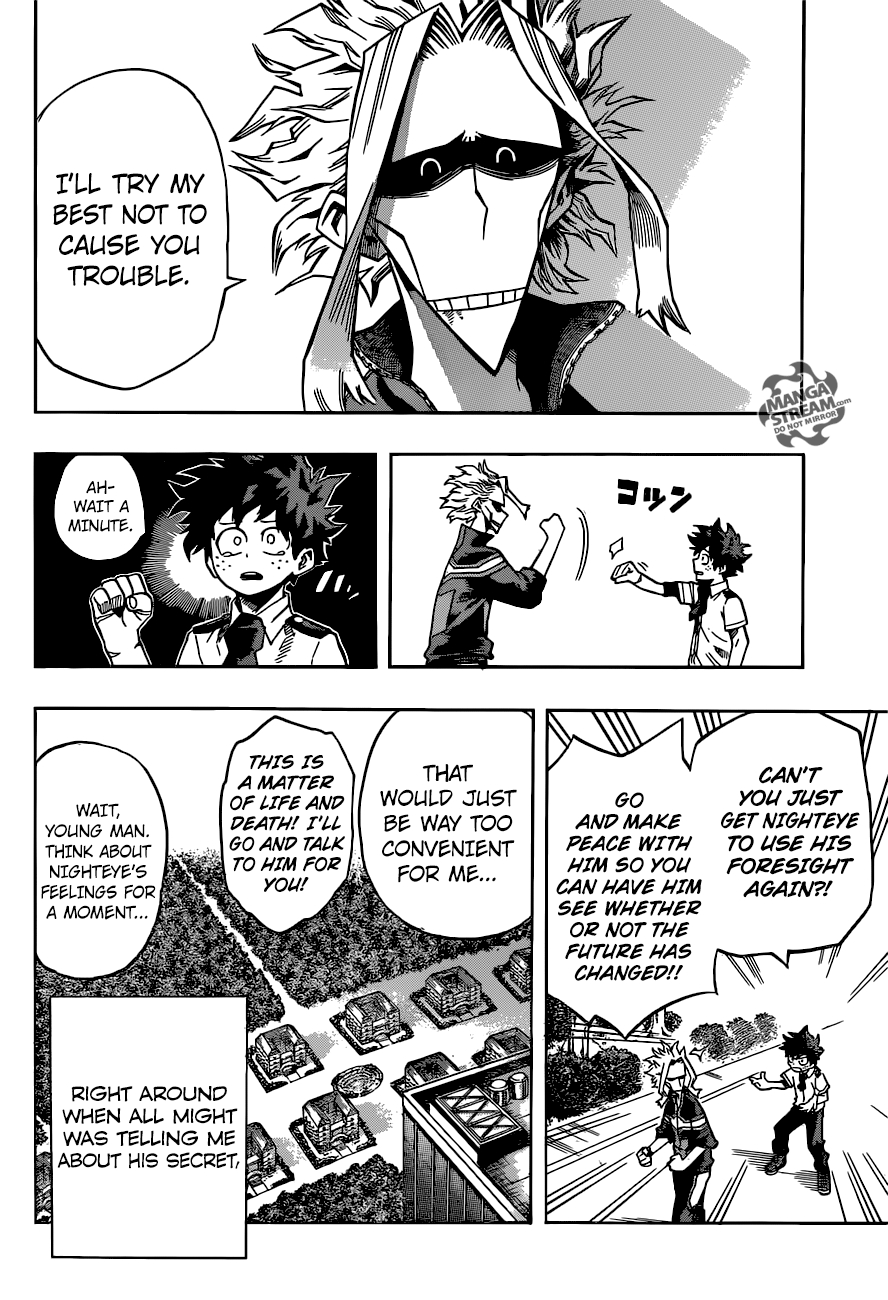 I'LL TRY MY
BEST NOT TO
CAUSE YOU
TROUBLE.
MANGA
STREAM.com
DO NOT MIRROR
コツン
AH-
WAIT A
MINUTE.
CAN'T
YOU JUST
GET NIGHTEYE
TO USE HIS
FORESIGHT
AGAIN?!
GO
AND MAKE
PEACE WITH
HIM SO YOU
CAN HAVE HIM
SEE WHETHER
OR NOT THE
FUTURE HAS
CHANGED!!
THAT
WOULD JUST
BE WAY TOO
CONVENIENT
FOR ME...
THIS IS
A MATTER
OF LIFE AND
DEATH! I'LL
GO AND TALK
TO HIM FOR
YOU!
WAIT,
YOUNG MAN.
THINK ABOUT
NIGHTEYE'S
FEELINGS FOR
A MOMENT...
RIGHT AROUND
WHEN ALL MIGHT
WAS TELLING ME
ABOUT HIS SECRET,